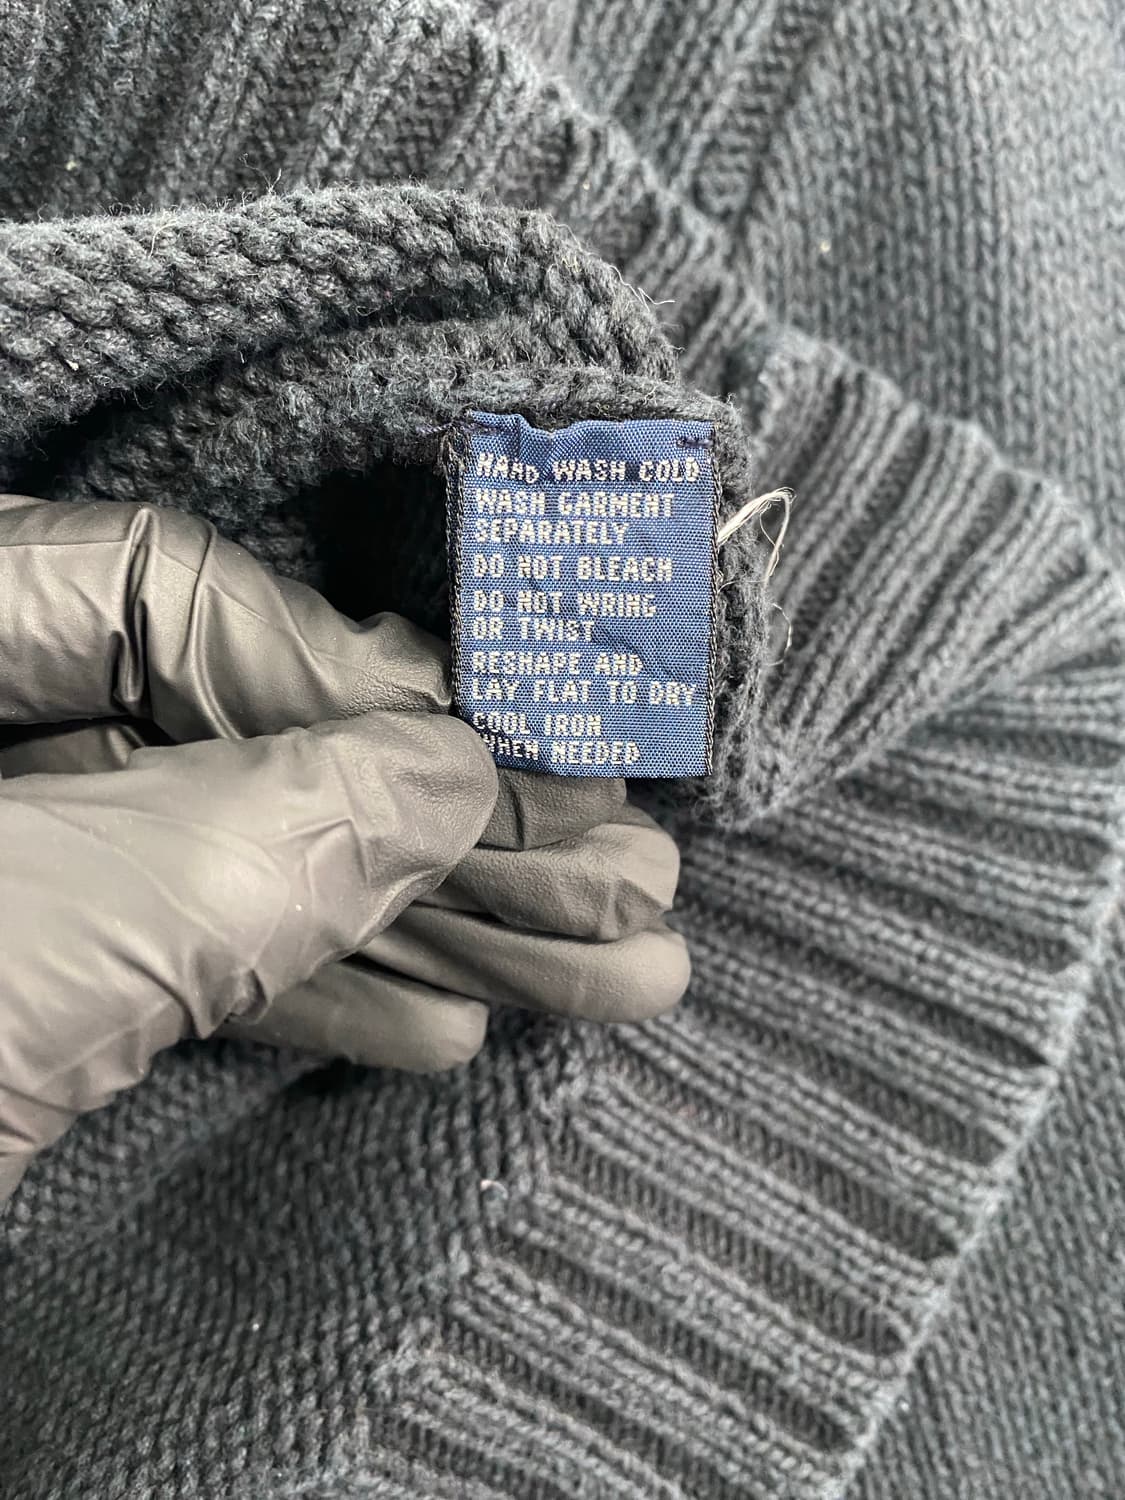 HAND WASH COLD
WASH GARMENT
SEPARATELY
DO NOT BLEACH
DO NOT WRING
OR TWIST
RESHAPE AND
LAY FLAT TO DRY
COOL IRON
WHEN NEEDED